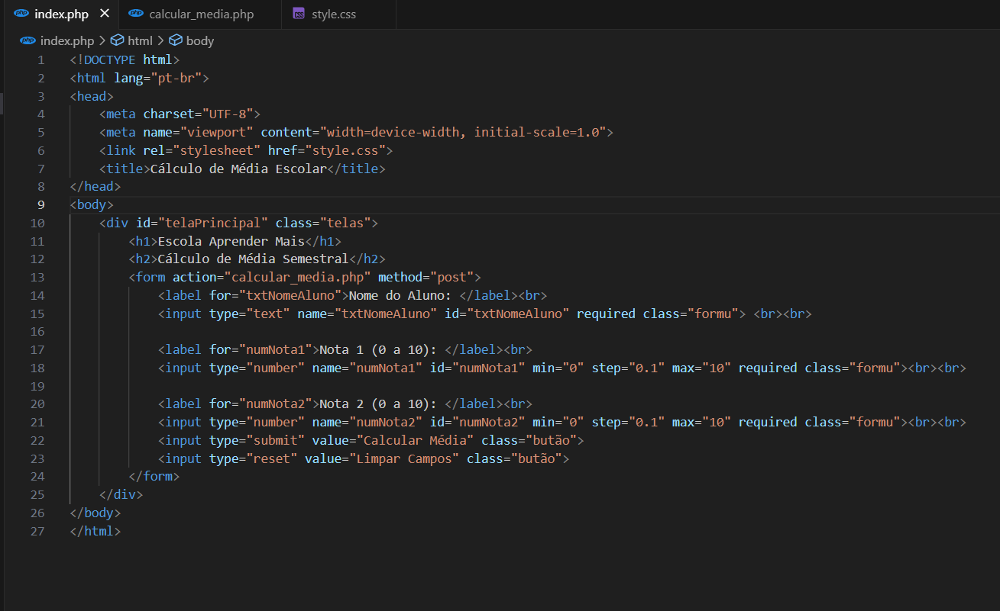 index.php
calcular_media.php
style.css
index.php > html > body
1 <!DOCTYPE html>
2 <html lang="pt-br">
3 <head>
4     <meta charset="UTF-8">
5     <meta name="viewport" content="width=device-width, initial-scale=1.0">
6     <link rel="stylesheet" href="style.css">
7     <title>Cálculo de Média Escolar</title>
8 </head>
9 <body>
10     <div id="telaPrincipal" class="telas">
11         <h1>Escola Aprender Mais</h1>
12         <h2>Cálculo de Média Semestral</h2>
13         <form action="calcular_media.php" method="post">
14             <label for="txtNomeAluno">Nome do Aluno: </label><br>
15             <input type="text" name="txtNomeAluno" id="txtNomeAluno" required class="formu"> <br><br>
16
17             <label for="numNota1">Nota 1 (0 a 10): </label><br>
18             <input type="number" name="numNota1" id="numNota1" min="0" step="0.1" max="10" required class="formu"><br><br>
19
20             <label for="numNota2">Nota 2 (0 a 10): </label><br>
21             <input type="number" name="numNota2" id="numNota2" min="0" step="0.1" max="10" required class="formu"><br><br>
22             <input type="submit" value="Calcular Média" class="butão">
23             <input type="reset" value="Limpar Campos" class="butão">
24         </form>
25     </div>
26 </body>
27 </html>